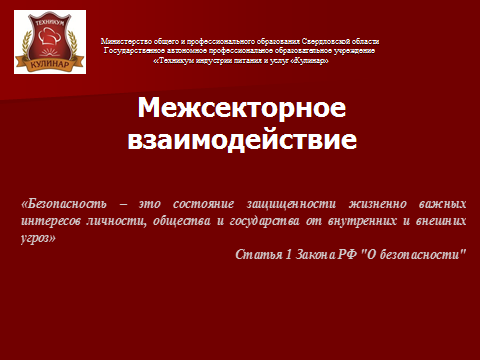 ТЕХНИКУМ
КУЛИНАР
Министерство общего и профессионального образования Свердловской области
Государственное автономное профессиональное образовательное учреждение
«Техникум индустрии питания и услуг «Кулинар»
Межсекторное
взаимодействие
«Безопасность – это состояние защищенности жизненно важных
интересов личности, общества и государства от внутренних и внешних
угроз»
Статья 1 Закона РФ "О безопасности"